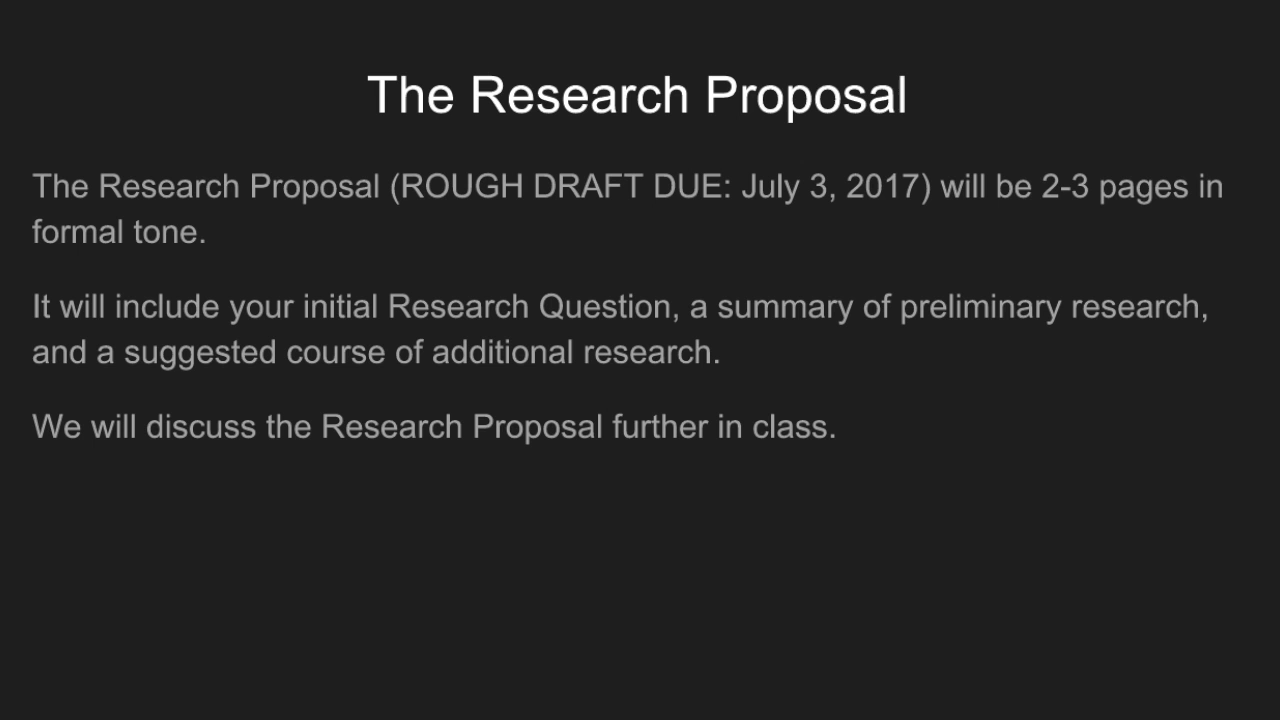 The Research Proposal
The Research Proposal (ROUGH DRAFT DUE: July 3, 2017) will be 2-3 pages in
formal tone.
It will include your initial Research Question, a summary of preliminary research,
and a suggested course of additional research.
We will discuss the Research Proposal further in class.